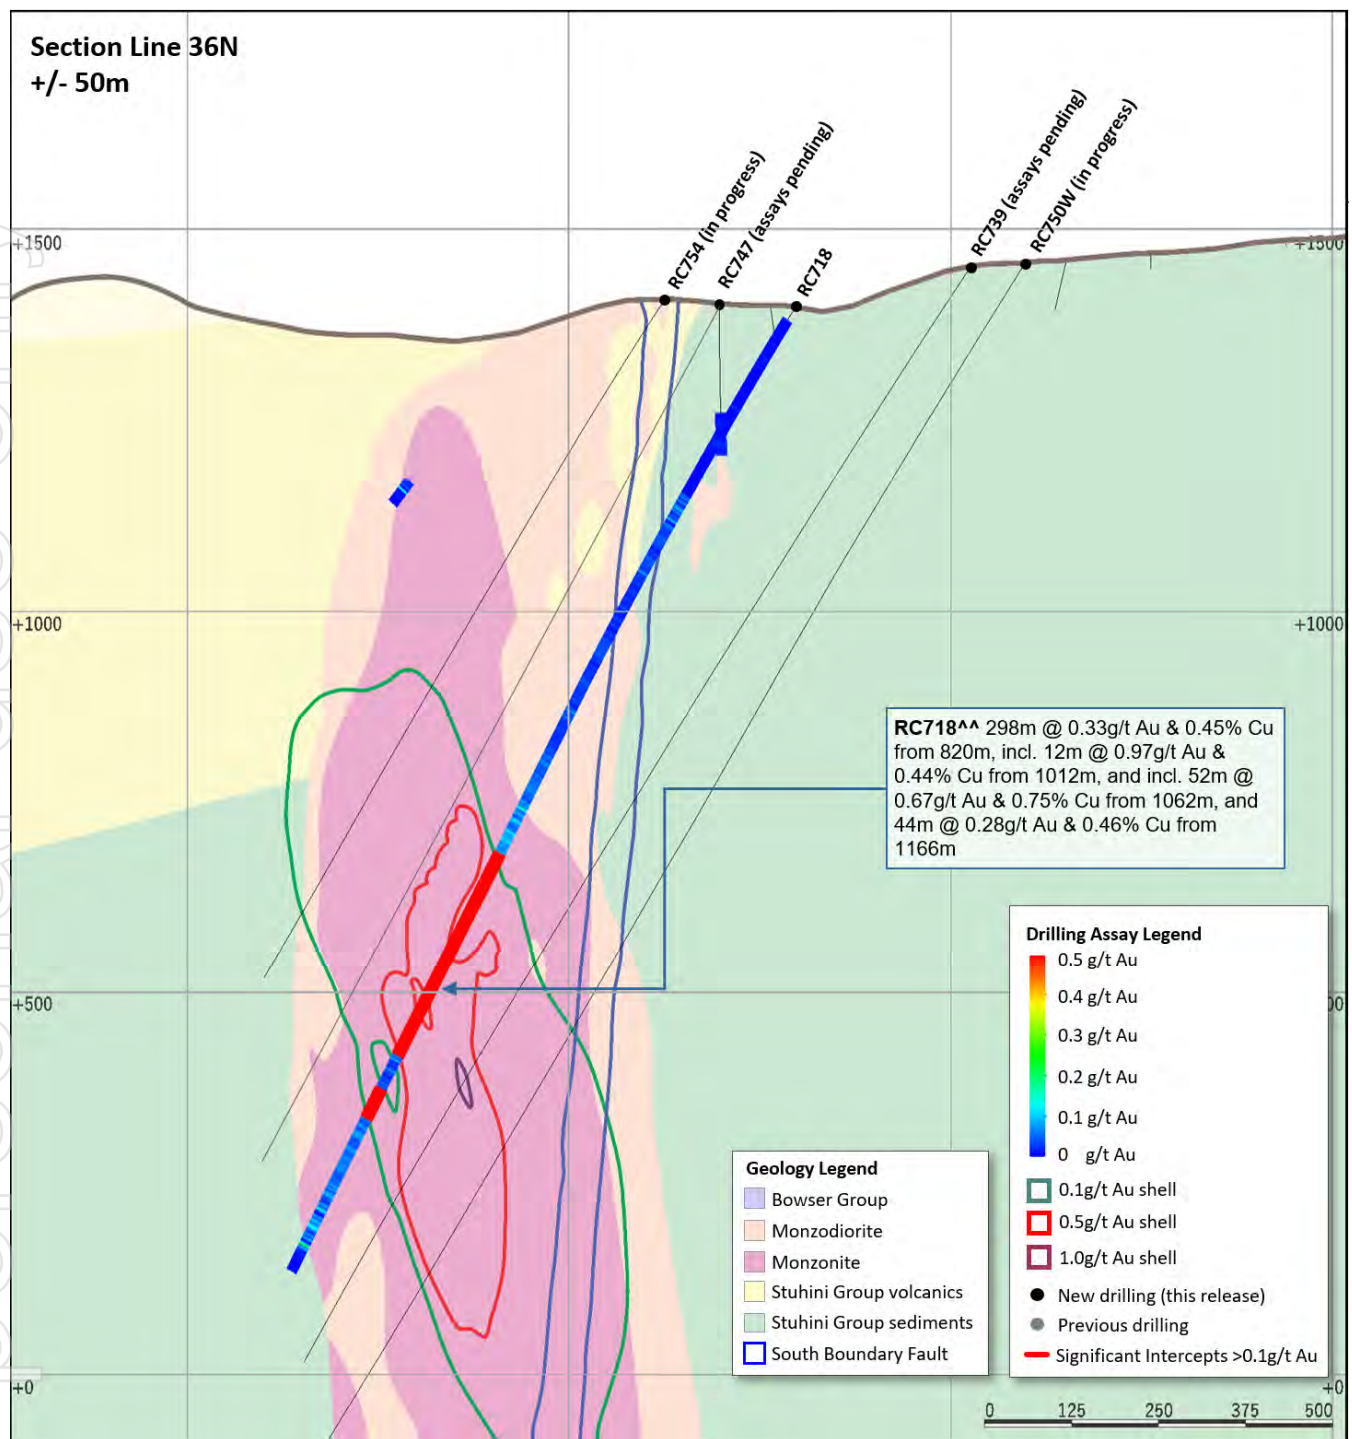 Section Line 36N
+/- 50m
RC754 (in progress)
RC747 (assays pending)
RC718
RC739 (assays pending)
RC750W (in progress)
+1500
+1500
+1000
+1000
RC718^^ 298m @ 0.33g/t Au & 0.45% Cu
from 820m, incl. 12m @ 0.97g/t Au &
0.44% Cu from 1012m, and incl. 52m @
0.67g/t Au & 0.75% Cu from 1062m, and
44m @ 0.28g/t Au & 0.46% Cu from
1166m
+500
Drilling Assay Legend
0.5 g/t Au
0.4 g/t Au
0.3 g/t Au
0.2 g/t Au
0.1 g/t Au
0 g/t Au
0.1g/t Au shell
0.5g/t Au shell
1.0g/t Au shell
New drilling (this release)
Previous drilling
Significant Intercepts >0.1g/t Au
Geology Legend
Bowser Group
Monzodiorite
Monzonite
Stuhini Group volcanics
Stuhini Group sediments
South Boundary Fault
+0
+0
0 125 250 375 500